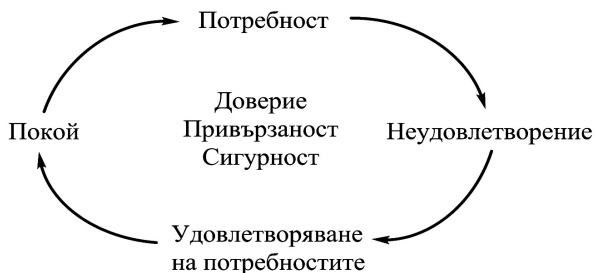 Потребност
Доверие
Привързаност
Сигурност
Покой
Неудовлетворение
Удовлетворяване
на потребностите